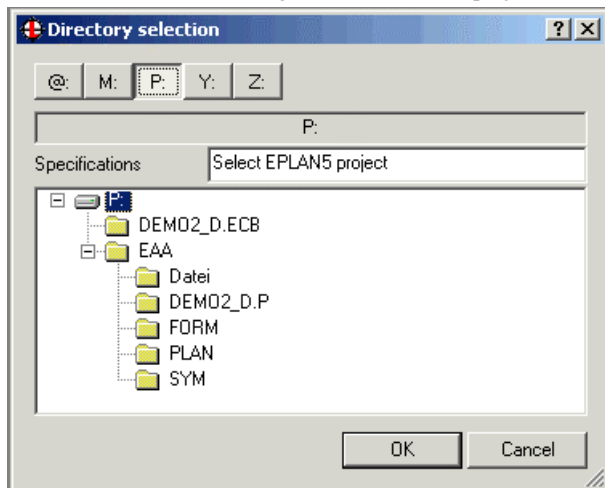 Directory selection ? ×
@: M: P: Y: Z:
P:
Specifications Select EPLAN5 project
P:
DEMO2_D.ECB
EAA
Datei
DEMO2_D.P
FORM
PLAN
SYM
OK Cancel